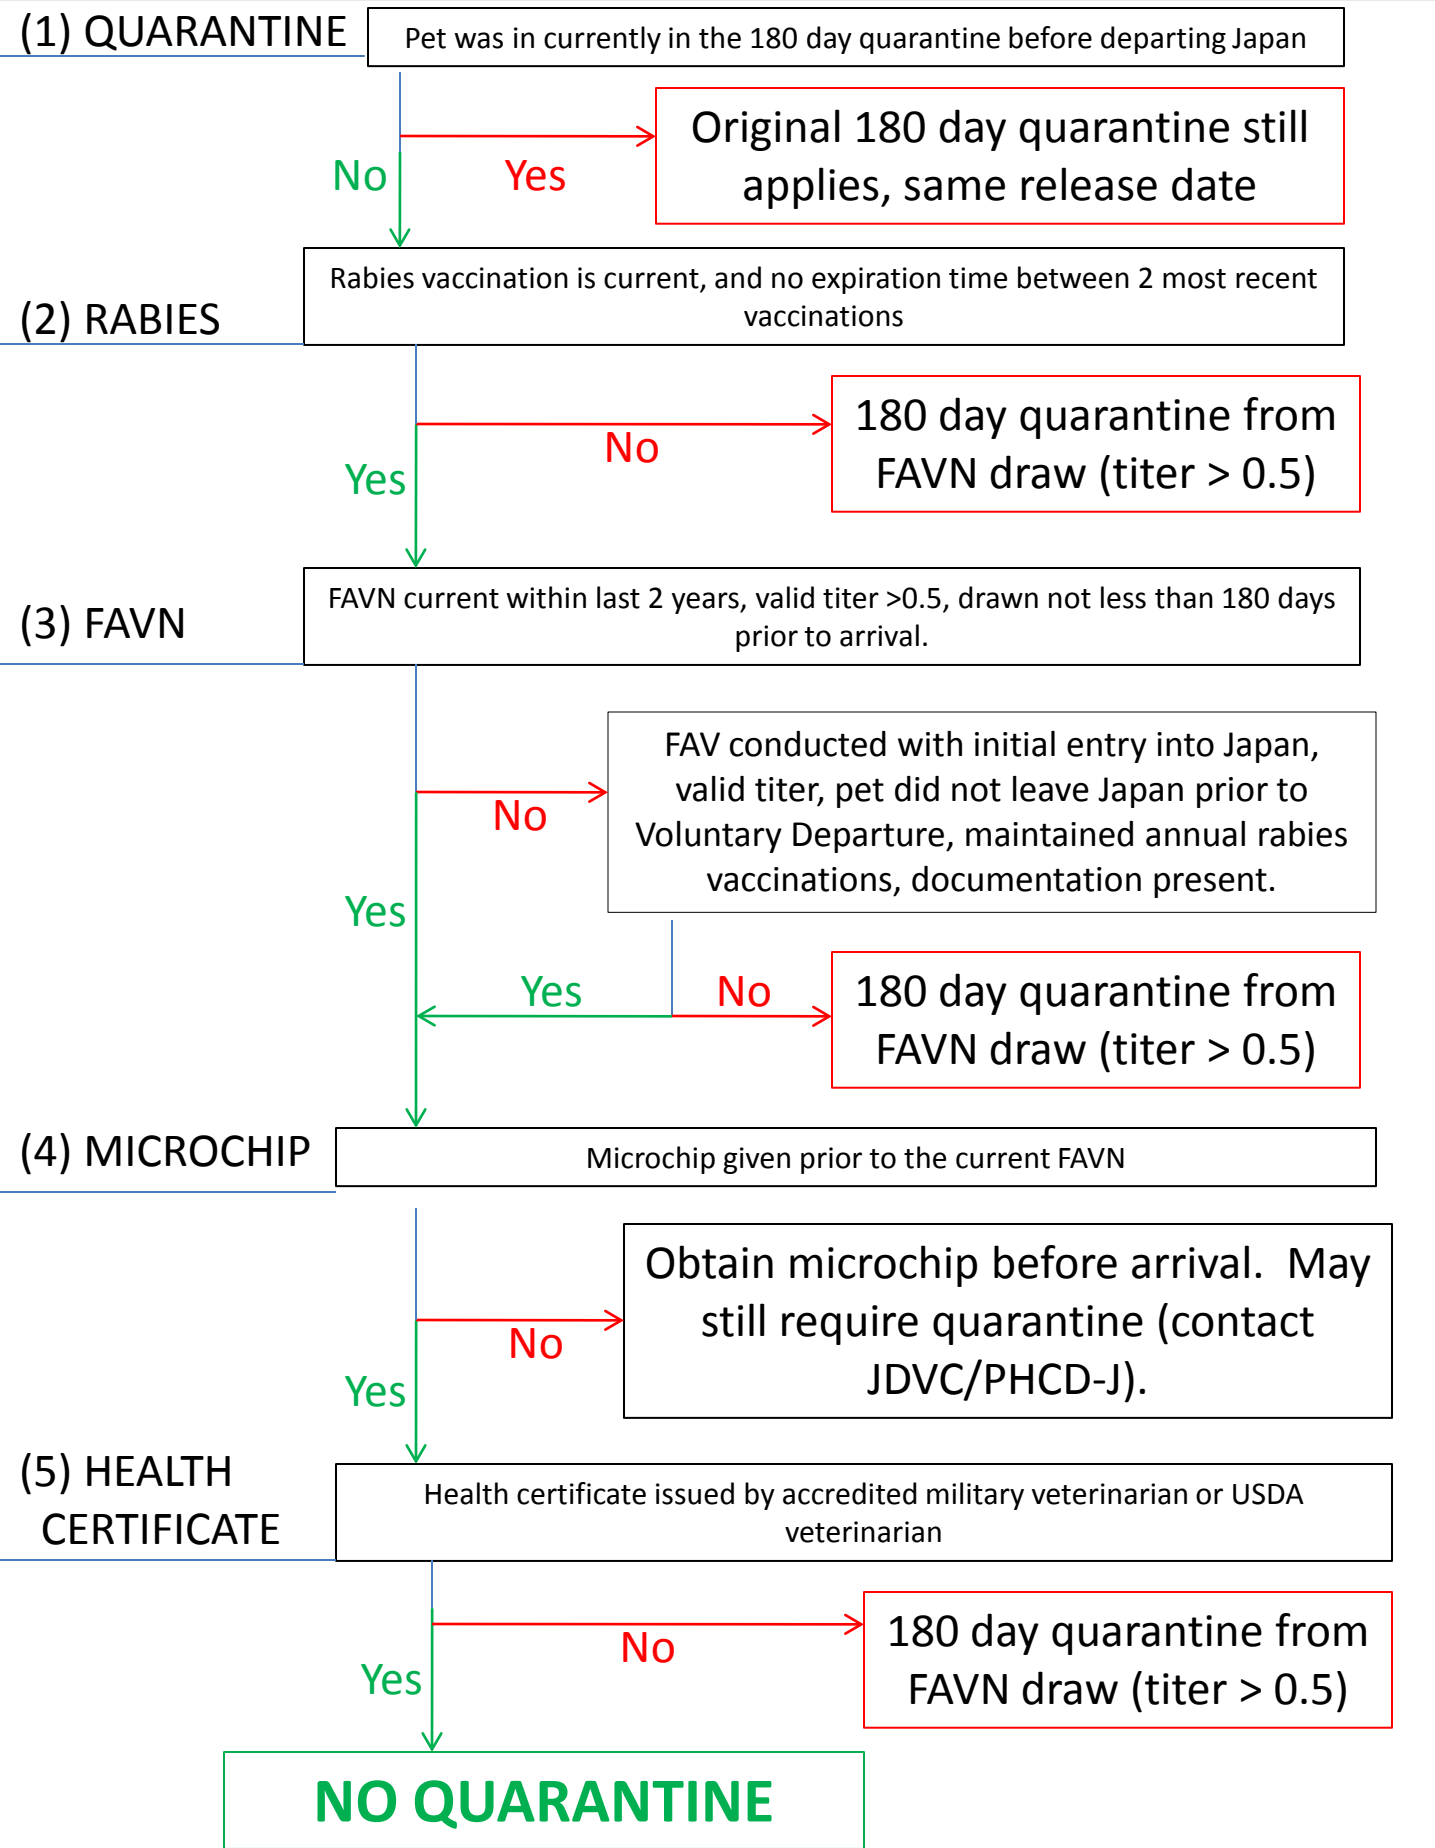 (1) QUARANTINE
Pet was in currently in the 180 day quarantine before departing Japan
Original 180 day quarantine still
applies, same release date
No
Yes
(2) RABIES
Rabies vaccination is current, and no expiration time between 2 most recent
vaccinations
180 day quarantine from
FAVN draw (titer > 0.5)
No
Yes
(3) FAVN
FAVN current within last 2 years, valid titer >0.5, drawn not less than 180 days
prior to arrival.
FAV conducted with initial entry into Japan,
valid titer, pet did not leave Japan prior to
Voluntary Departure, maintained annual rabies
vaccinations, documentation present.
No
Yes
Yes
No
180 day quarantine from
FAVN draw (titer > 0.5)
(4) MICROCHIP
Microchip given prior to the current FAVN
Obtain microchip before arrival.  May
still require quarantine (contact
JDVC/PHCD-J).
No
Yes
(5) HEALTH
CERTIFICATE
Health certificate issued by accredited military veterinarian or USDA
veterinarian
180 day quarantine from
FAVN draw (titer > 0.5)
No
Yes
NO QUARANTINE